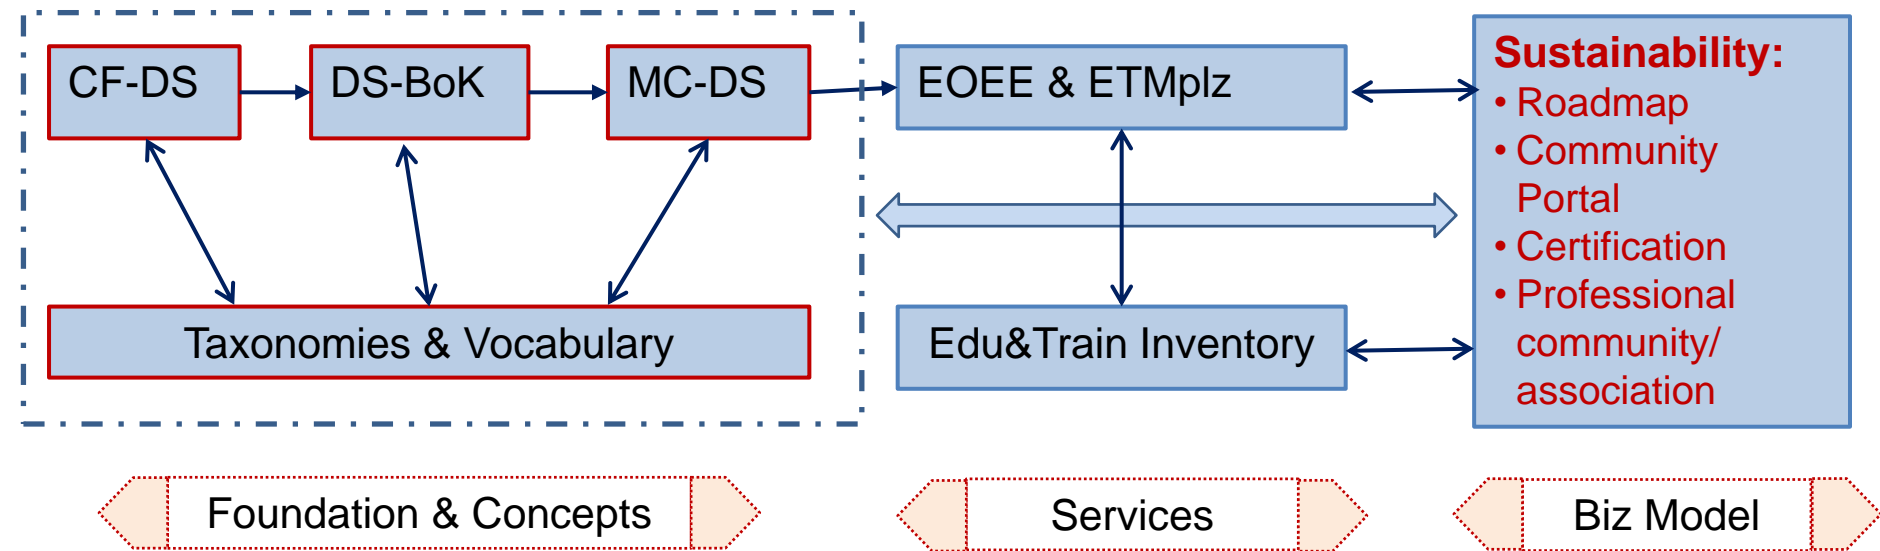 CF-DS
DS-BoK
MC-DS
EOEE & ETMplz
Sustainability:
• Roadmap
• Community
Portal
• Certification
• Professional
community/
association
Taxonomies & Vocabulary
Edu&Train Inventory
Foundation & Concepts
Services
Biz Model